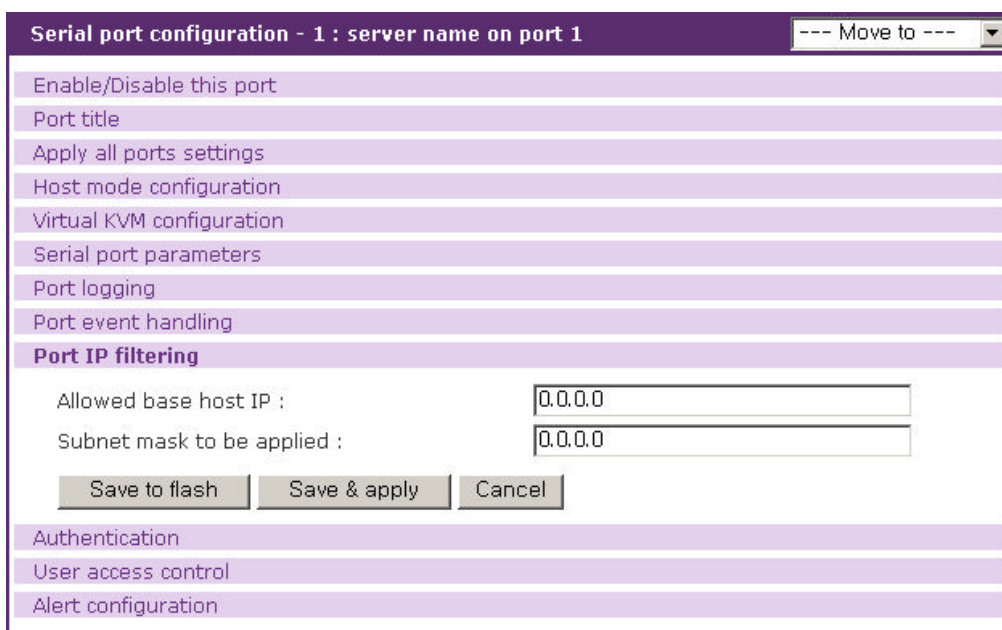 Serial port configuration - 1 : server name on port 1 --- Move to ---
Enable/Disable this port
Port title
Apply all ports settings
Host mode configuration
Virtual KVM configuration
Serial port parameters
Port logging
Port event handling
Port IP filtering
Allowed base host IP : 0.0.0.0
Subnet mask to be applied : 0.0.0.0
Save to flash Save & apply Cancel
Authentication
User access control
Alert configuration